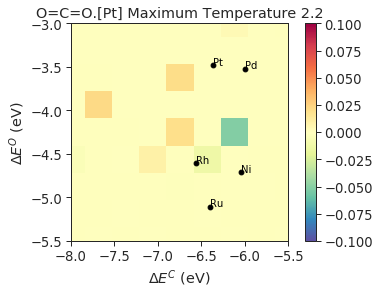 O=C=O.[Pt] Maximum Temperature 2.2
−3.0
−3.5
−4.0
−4.5
−5.0
−5.5
ΔE^O (eV)
Pt
Pd
Rh
Ni
Ru
−8.0 −7.5 −7.0 −6.5 −6.0 −5.5
ΔE^C (eV)
0.100
0.075
0.050
0.025
0.000
−0.025
−0.050
−0.075
−0.100